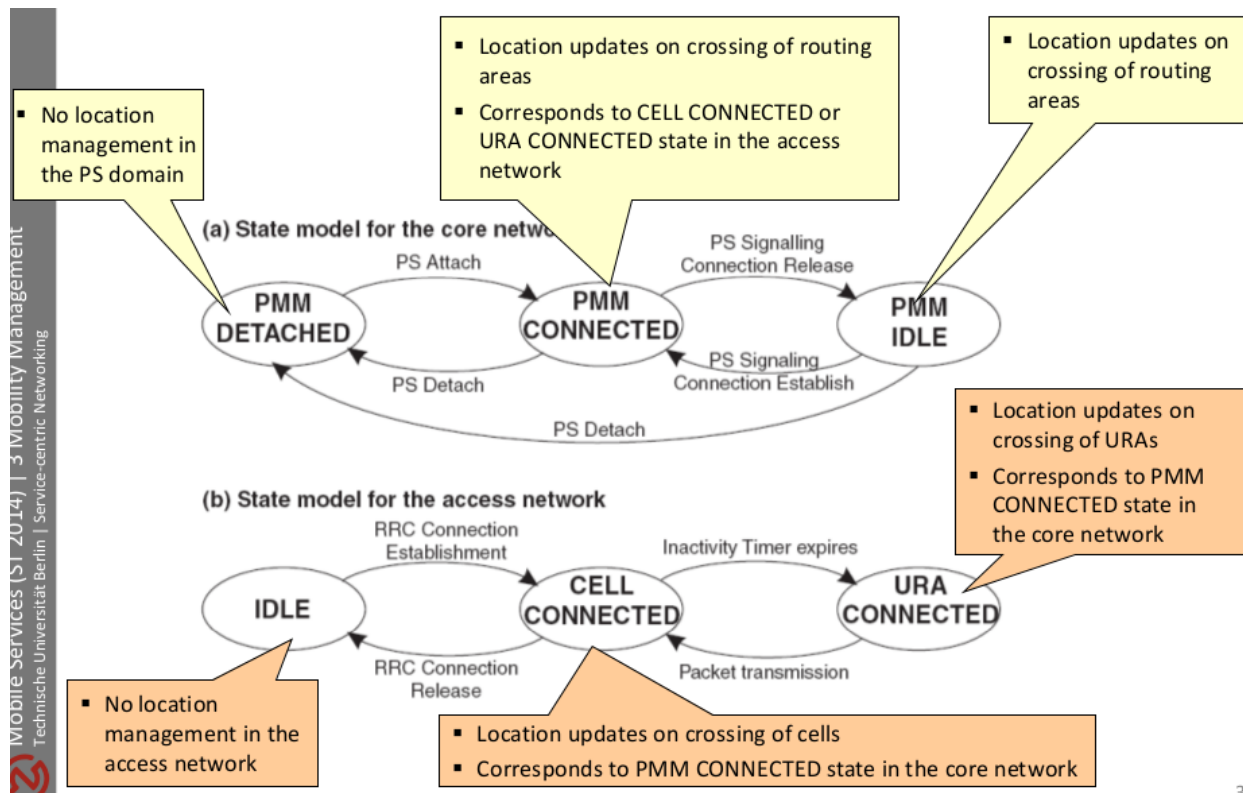 ▪ Location updates on crossing of routing
areas
▪ Corresponds to CELL CONNECTED or
URA CONNECTED state in the access
network
▪ Location updates on
crossing of routing
areas
▪ No location
management in
the PS domain
(a) State model for the core netw
PS Attach
PS Signalling
Connection Release
PMM
DETACHED
PMM
CONNECTED
PMM
IDLE
PS Detach
PS Signaling
Connection Establish
PS Detach
▪ Location updates on
crossing of URAs
▪ Corresponds to PMM
CONNECTED state in
the core network
(b) State model for the access network
RRC Connection
Establishment
Inactivity Timer expires
IDLE
CELL
CONNECTED
URA
CONNECTED
RRC Connection
Release
Packet transmission
▪ No location
management in the
access network
▪ Location updates on crossing of cells
▪ Corresponds to PMM CONNECTED state in the core network
Mobile Services (ST 2014) | 3 Mobility Management
Technische Universität Berlin | Service-centric Networking